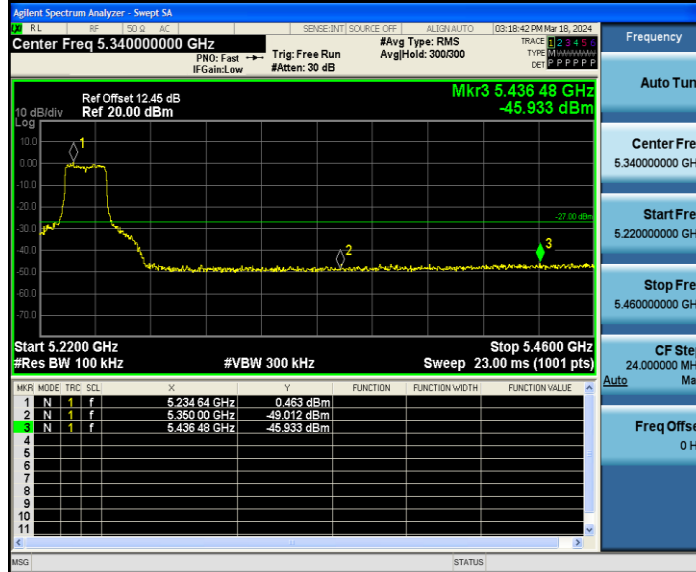 Agilent Spectrum Analyzer - Swept SA
RL RF 50 Ω AC SENSE:INT SOURCE OFF ALIGNAUTO 03:18:42 PM Mar 18, 2024
Center Freq 5.340000000 GHz
PNO: Fast
IFGain:Low
Trig: Free Run
#Atten: 30 dB
#Avg Type: RMS
Avg|Hold: 300/300
TRACE 1 2 3 4 5 6
TYPE M
DET P P P P P P
Mkr3 5.436 48 GHz
-45.933 dBm
Ref Offset 12.45 dB
10 dB/div Ref 20.00 dBm
Log
10.0
0.00
-10.0
-20.0
-30.0
-40.0
-50.0
-60.0
-70.0
1
2
3
-27.00 dBm
Start 5.2200 GHz Stop 5.4600 GHz
#Res BW 100 kHz #VBW 300 kHz Sweep 23.00 ms (1001 pts)
MKR MODE TRC SCL X Y FUNCTION FUNCTION WIDTH FUNCTION VALUE
1 N 1 f 5.234 64 GHz 0.463 dBm
2 N 1 f 5.350 00 GHz -49.012 dBm
3 N 1 f 5.436 48 GHz -45.933 dBm
4
5
6
7
8
9
10
11
MSG STATUS
Frequency
Auto Tun
Center Fre
5.340000000 GH
Start Fre
5.220000000 GH
Stop Fre
5.460000000 GH
CF Ste
24.000000 MH
Auto Ma
Freq Offse
0 H